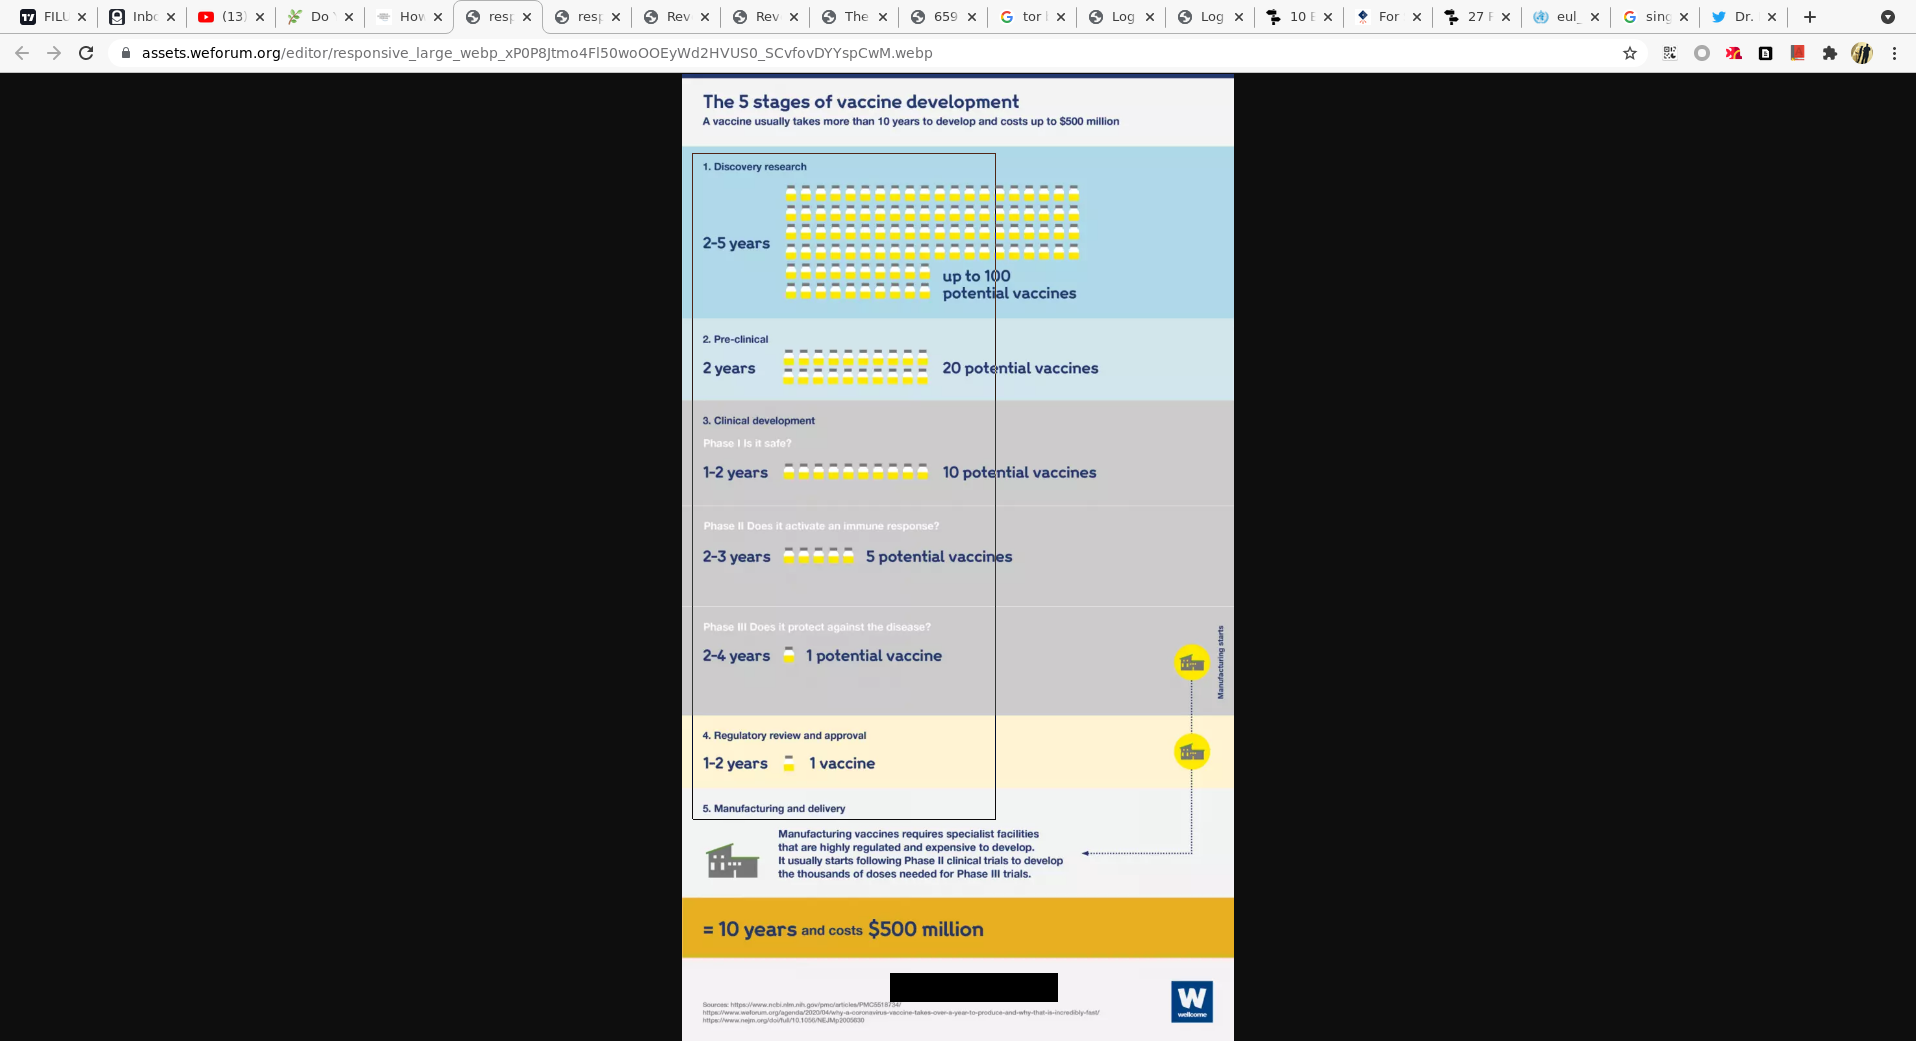 FILU
Inbo
(13)
Do
How
resp
resp
Rev
Rev
The
659
tor
Log
Log
10 E
For
27 F
eul_
sing
Dr.
assets.weforum.org/editor/responsive_large_webp_xP0P8Jtmo4Fl50woOOEyWd2HVUS0_SCvfovDYYspCwM.webp
The 5 stages of vaccine development
A vaccine usually takes more than 10 years to develop and costs up to $500 million
1. Discovery research
2-5 years
up to 100
potential vaccines
2. Pre-clinical
2 years
20 potential vaccines
3. Clinical development
Phase I Is it safe?
1-2 years
10 potential vaccines
Phase II Does it activate an immune response?
2-3 years
5 potential vaccines
Phase III Does it protect against the disease?
2-4 years
1 potential vaccine
Manufacturing starts
4. Regulatory review and approval
1-2 years
1 vaccine
5. Manufacturing and delivery
Manufacturing vaccines requires specialist facilities
that are highly regulated and expensive to develop.
It usually starts following Phase II clinical trials to develop
the thousands of doses needed for Phase III trials.
= 10 years and costs $500 million
Sources: https://www.ncbi.nlm.nih.gov/pmc/articles/
https://www.weforum.org/agenda/2020/04/why-a-coronavirus-vaccine-takes-over-a-year-to-produce-and-why-that-is-incredibly-fast/
https://www.nejm.org/doi/full/10.1056/NEJMp2005630
W
wellcome